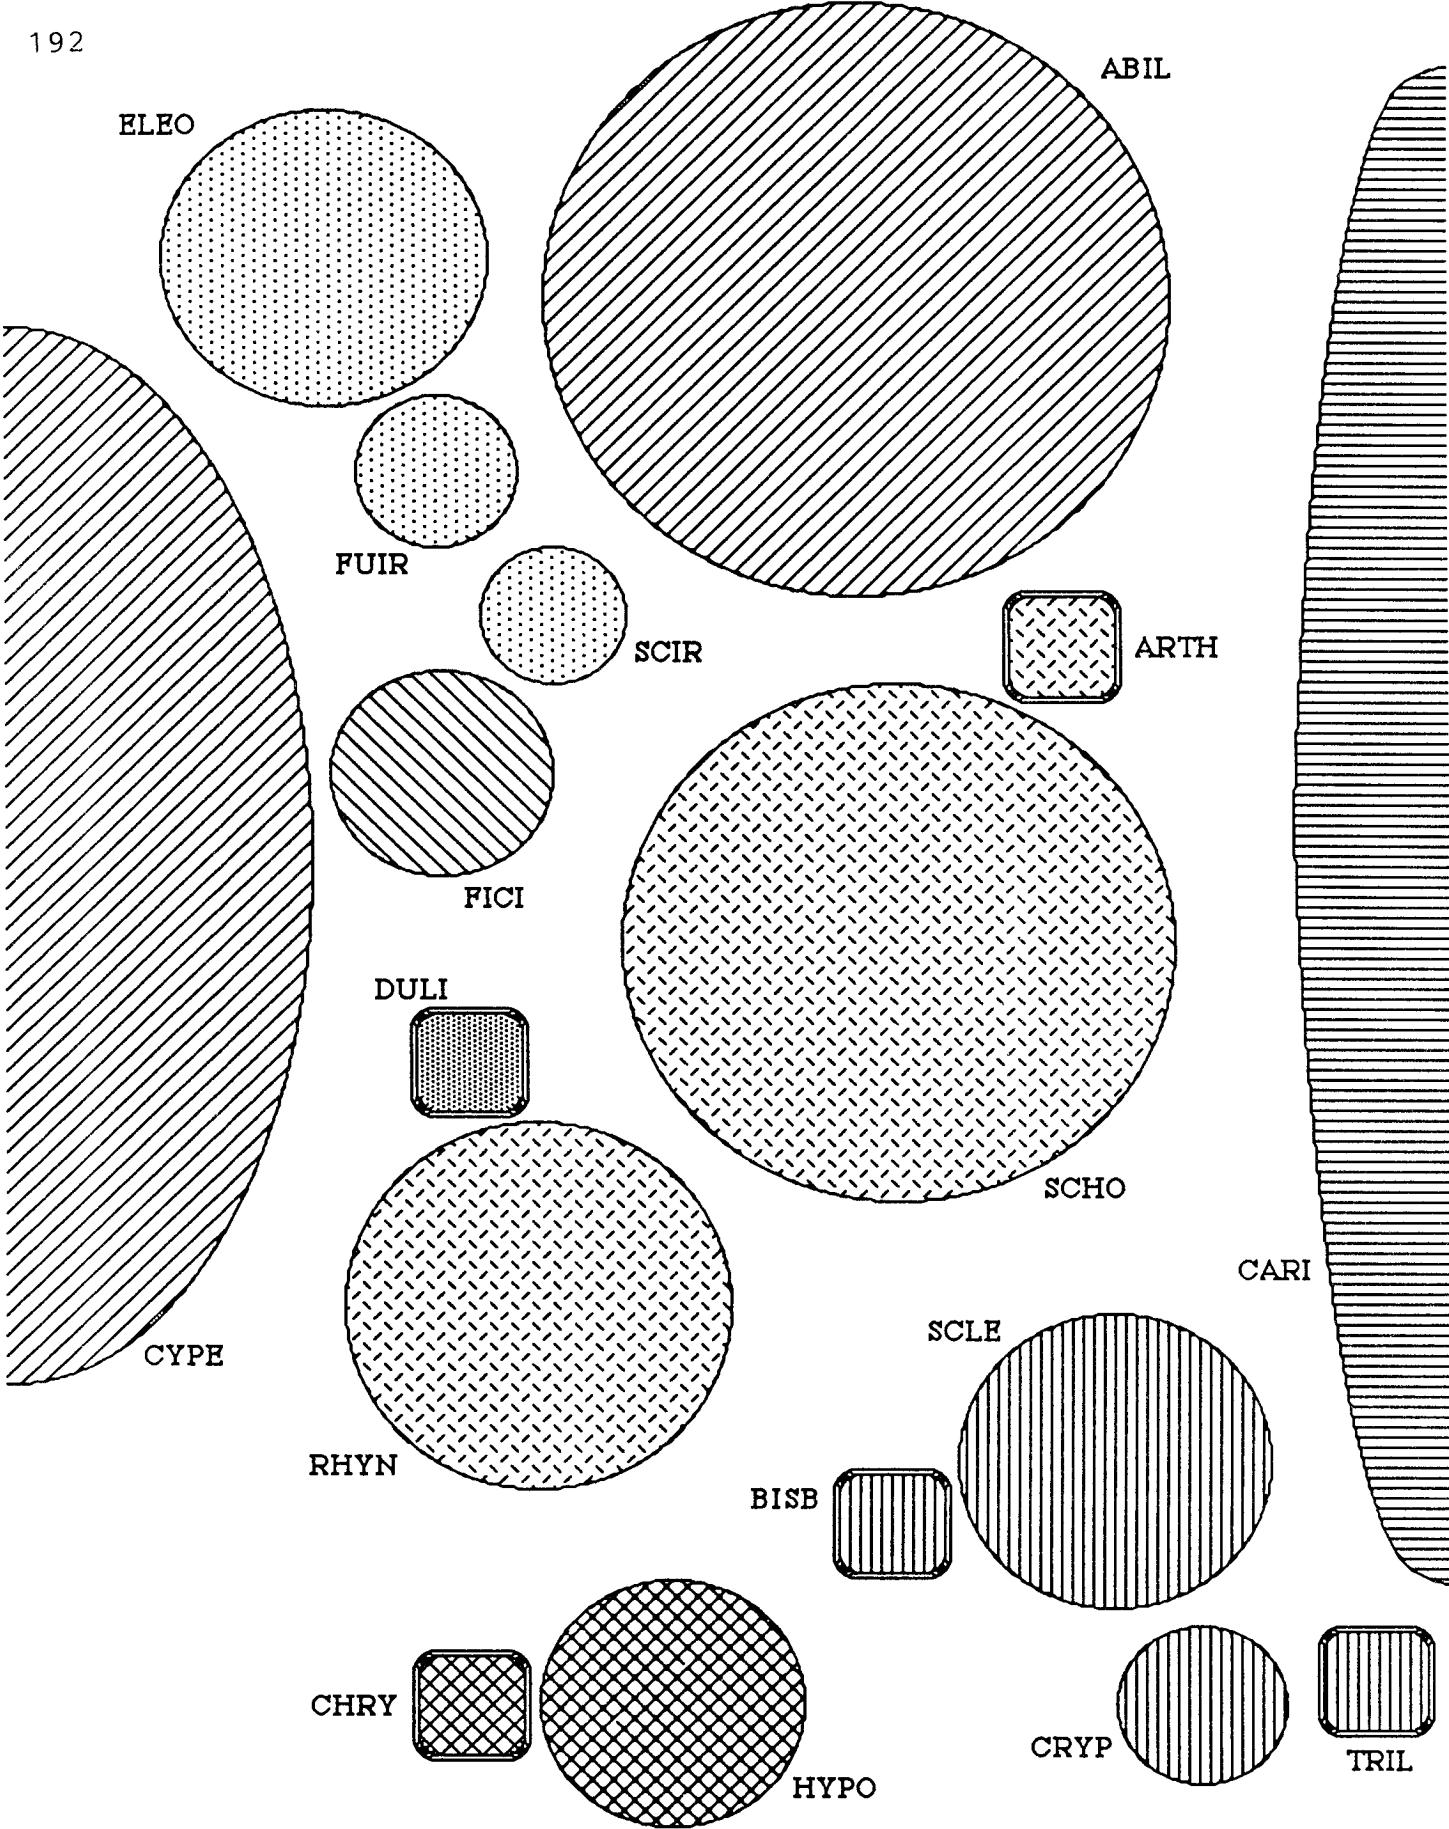 192
ABIL
ELEO
FUIR
SCIR
ARTH
FICI
DULI
SCHO
CARI
SCLE
CYPE
RHYN
BISB
CHRY
CRYP
TRIL
HYPO